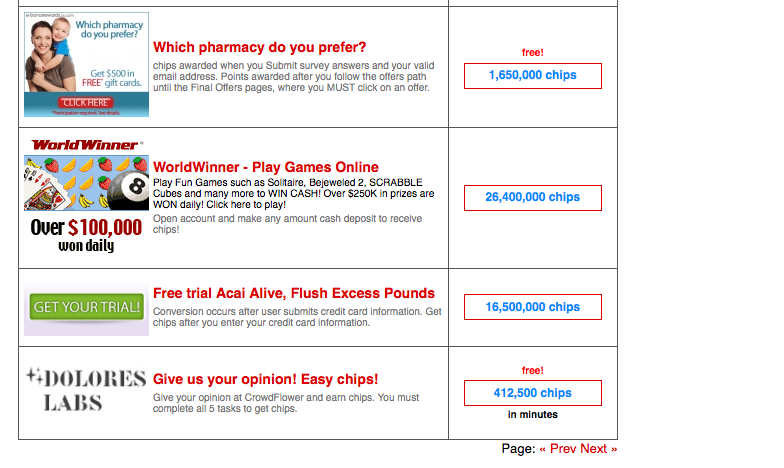 e-bonusrewards
Which pharmacy
do you prefer?
Get $500 in
FREE* gift cards.
CLICK HERE
*Participation required. See details.
Which pharmacy do you prefer?
chips awarded when you Submit survey answers and your valid
email address. Points awarded after you follow the offers path
until the Final Offers pages, where you MUST click on an offer.
free!
1,650,000 chips
WorldWinner
8
Over $100,000
won daily
WorldWinner - Play Games Online
Play Fun Games such as Solitaire, Bejeweled 2, SCRABBLE
Cubes and many more to WIN CASH! Over $250K in prizes are
WON daily! Click here to play!
Open account and make any amount cash deposit to receive
chips!
26,400,000 chips
GET YOUR TRIAL!
Free trial Acai Alive, Flush Excess Pounds
Conversion occurs after user submits credit card information. Get
chips after you enter your credit card information.
16,500,000 chips
DOLORES
LABS
Give us your opinion! Easy chips!
Give your opinion at CrowdFlower and earn chips. You must
complete all 5 tasks to get chips.
free!
412,500 chips
in minutes
Page: « Prev Next »